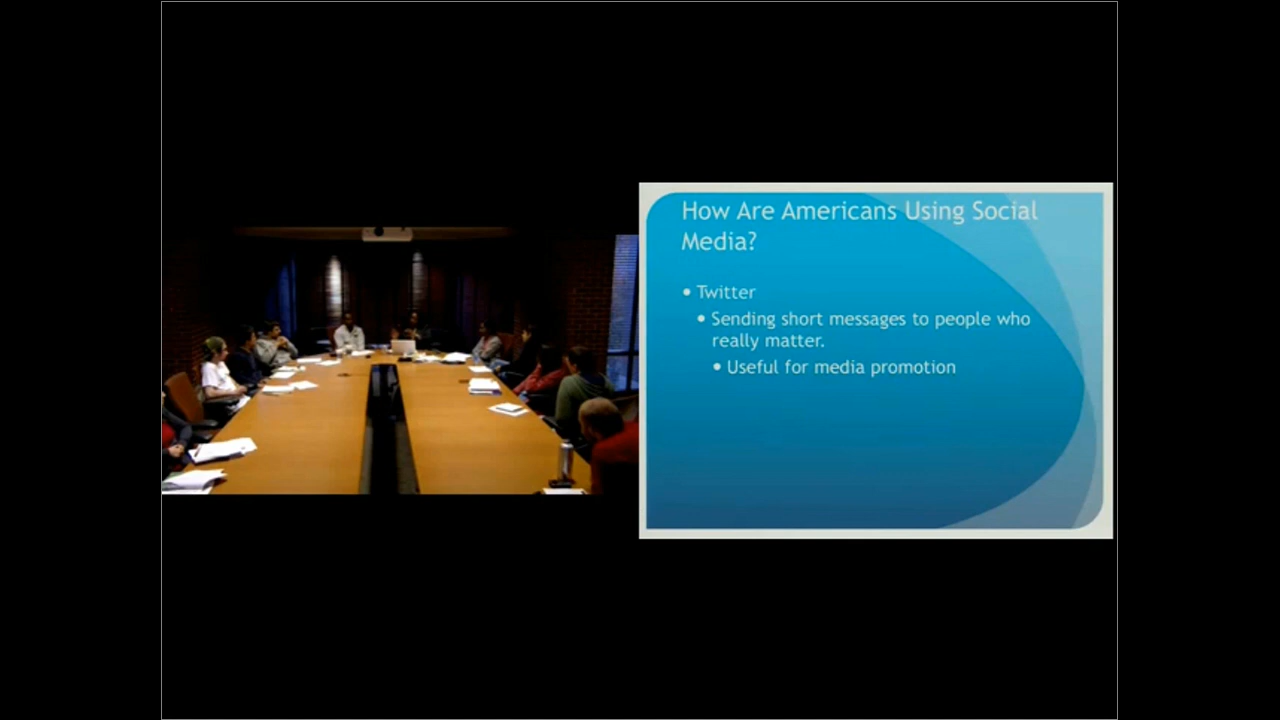 How Are Americans Using Social
Media?
• Twitter
• Sending short messages to people who
really matter.
• Useful for media promotion